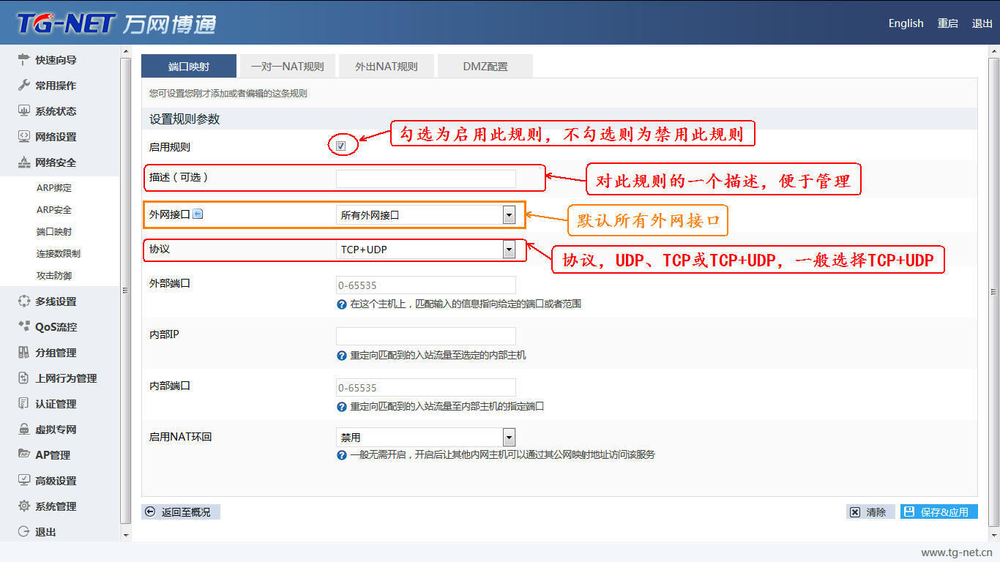 TG-NET 万网博通
English 重启 退出
快速向导
常用操作
系统状态
网络设置
网络安全
ARP绑定
ARP安全
端口映射
连接数限制
攻击防御
多线设置
QoS流控
分组管理
上网行为管理
认证管理
虚拟专网
AP管理
高级设置
系统管理
退出
端口映射 一对一NAT规则 外出NAT规则 DMZ配置
您可设置您刚才添加或者编辑的这条规则
设置规则参数
启用规则
勾选为启用此规则，不勾选则为禁用此规则
描述（可选）
对此规则的一个描述，便于管理
外网接口 所有外网接口
默认所有外网接口
协议 TCP+UDP
协议，UDP、TCP或TCP+UDP，一般选择TCP+UDP
外部端口 0-65535
在这个主机上，匹配输入的信息指向给定的端口或者范围
内部IP
重定向匹配到的入站流量至选定的内部主机
内部端口 0-65535
重定向匹配到的入站流量至内部主机的指定端口
启用NAT环回 禁用
一般无需开启，开启后让其他内网主机可以通过其公网映射地址访问该服务
返回至概况 清除 保存&应用
www.tg-net.cn